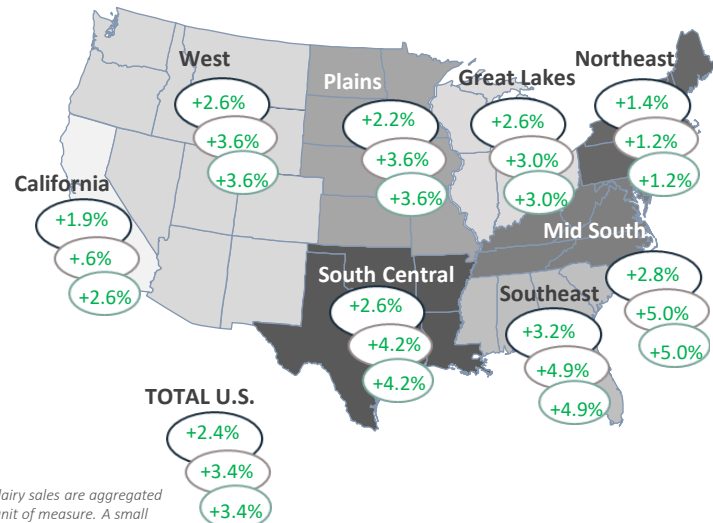 West
+2.6%
+3.6%
+3.6%
Plains
+2.2%
+3.6%
+3.6%
Great Lakes
+2.6%
+3.0%
+3.0%
Northeast
+1.4%
+1.2%
+1.2%
California
+1.9%
+.6%
+2.6%
Mid South
+2.8%
+5.0%
+5.0%
South Central
+2.6%
+4.2%
+4.2%
Southeast
+3.2%
+4.9%
+4.9%
TOTAL U.S.
+2.4%
+3.4%
+3.4%
dairy sales are aggregated
unit of measure. A small